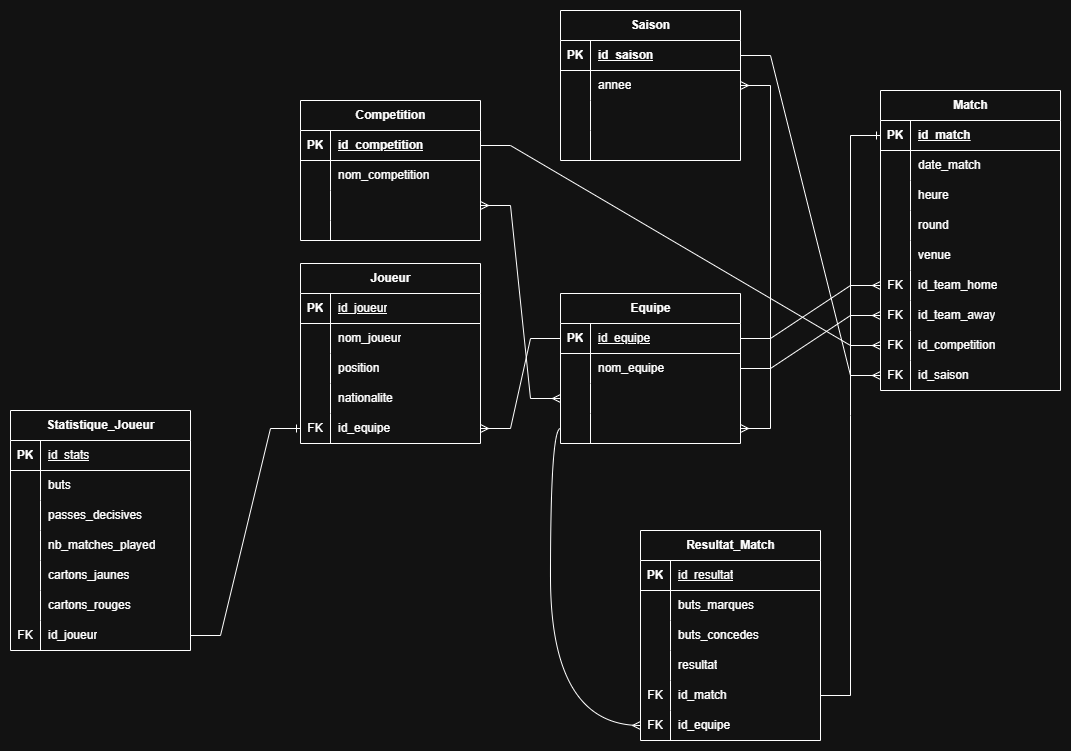 Saison
PK id_saison
annee
Match
PK id_match
date_match
heure
round
venue
FK id_team_home
FK id_team_away
FK id_competition
FK id_saison
Competition
PK id_competition
nom_competition
Joueur
PK id_joueur
nom_joueur
position
nationalite
FK id_equipe
Equipe
PK id_equipe
nom_equipe
Statistique_Joueur
PK id_stats
buts
passes_decisives
nb_matches_played
cartons_jaunes
cartons_rouges
FK id_joueur
Resultat_Match
PK id_resultat
buts_marques
buts_concedes
resultat
FK id_match
FK id_equipe